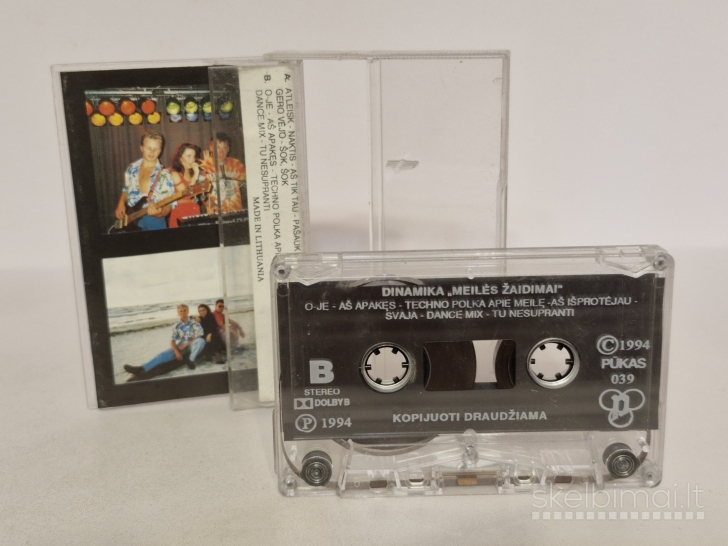 A. ATLEISK - NAKTIS - AŠ TIK TAU - PAŠAUK
GERO VĖJO - ŠOK, ŠOK
B. O-JE - AŠ APAKĘS - TECHNO POLKA APIE
DANCE MIX - TU NESUPRANTI
MADE IN LITHUANIA
DINAMIKA „MEILĖS ŽAIDIMAI“
O-JE - AŠ APAKĘS - TECHNO POLKA APIE MEILĘ -AŠ IŠPROTĖJAU -
SVAJA - DANCE MIX - TU NESUPRANTI
B
STEREO
DOLBY B
Ⓟ 1994
©1994
PŪKAS
039
p
KOPIJUOTI DRAUDŽIAMA
skelbimai.lt